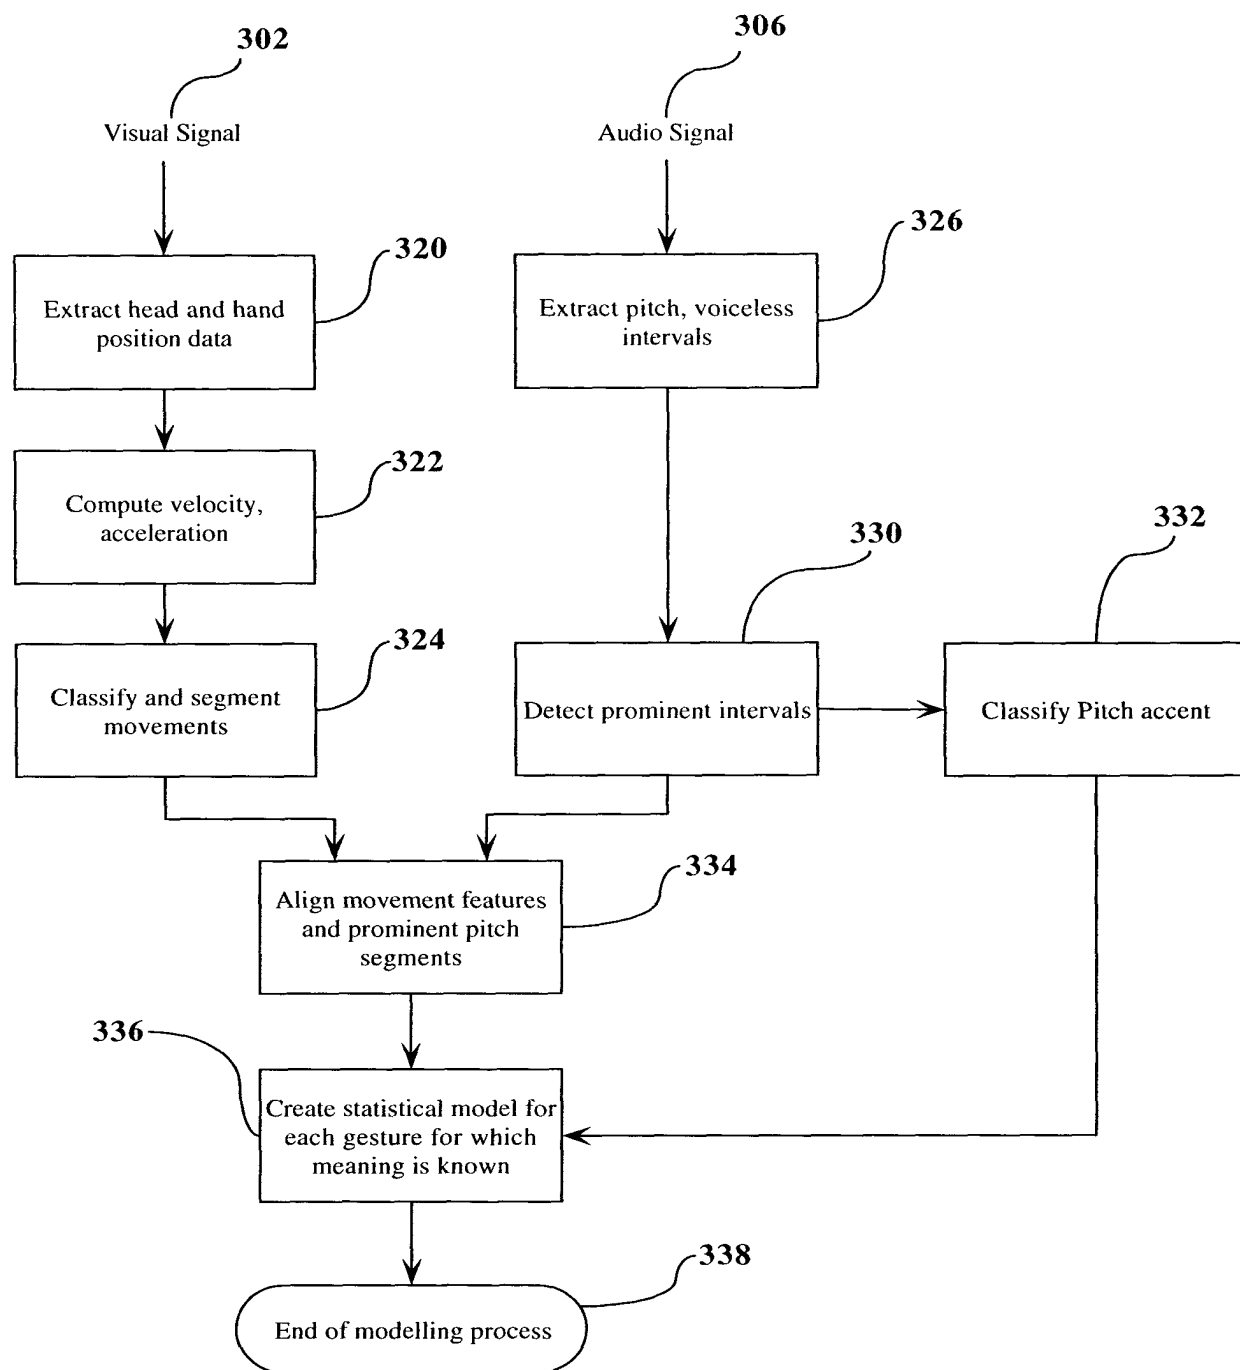 302
306
Visual Signal
Audio Signal
320
326
Extract head and hand
position data
Extract pitch, voiceless
intervals
322
Compute velocity,
acceleration
332
330
324
Classify and segment
movements
Detect prominent intervals
Classify Pitch accent
334
Align movement features
and prominent pitch
segments
336
Create statistical model for
each gesture for which
meaning is known
338
End of modelling process